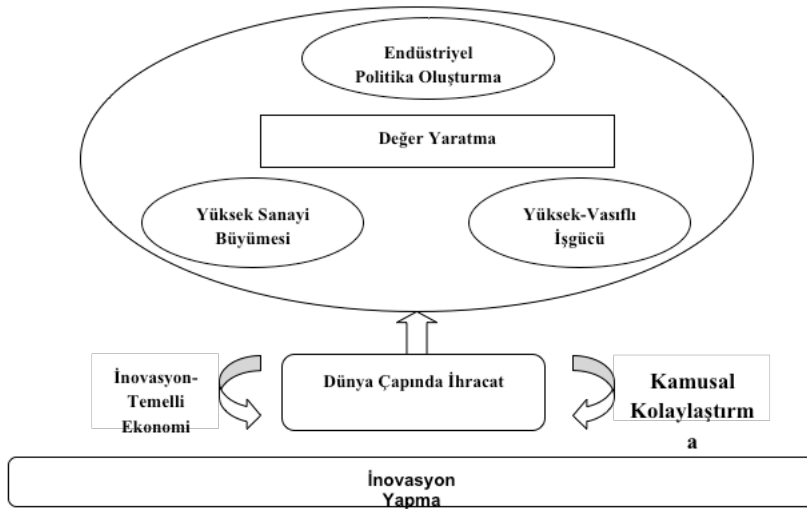 Endüstriyel
Politika Oluşturma
Değer Yaratma
Yüksek Sanayi
Büyümesi
Yüksek-Vasıflı
İşgücü
İnovasyon-
Temelli
Ekonomi
Dünya Çapında İhracat
Kamusal
Kolaylaştırm
a
İnovasyon
Yapma